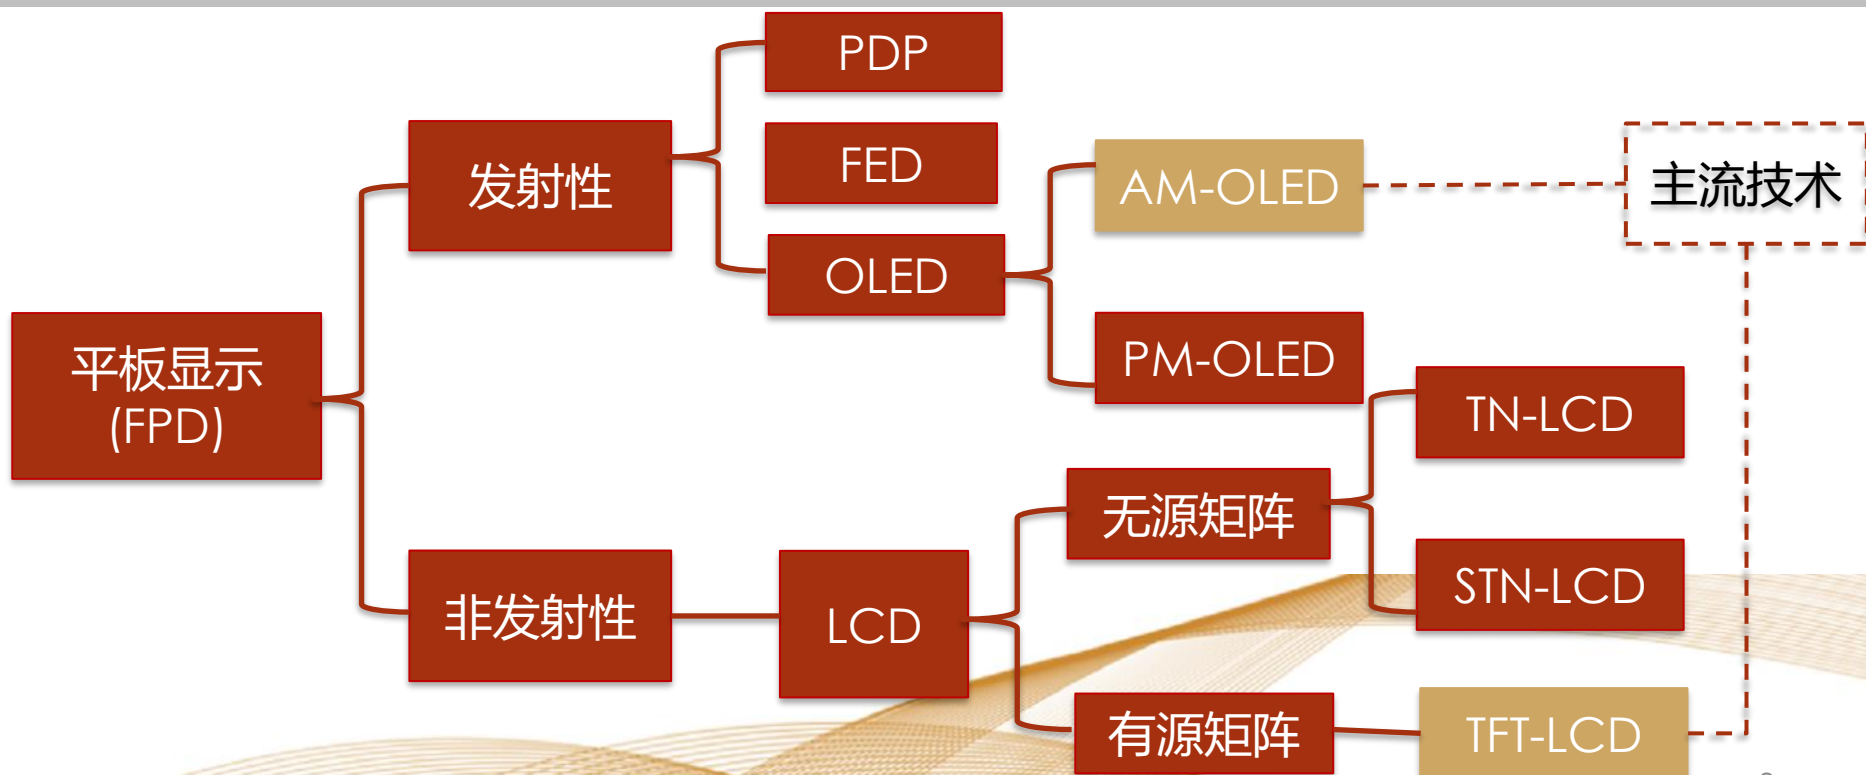 PDP
发射性
FED
AM-OLED
主流技术
OLED
平板显示
(FPD)
PM-OLED
TN-LCD
无源矩阵
STN-LCD
非发射性
LCD
有源矩阵
TFT-LCD